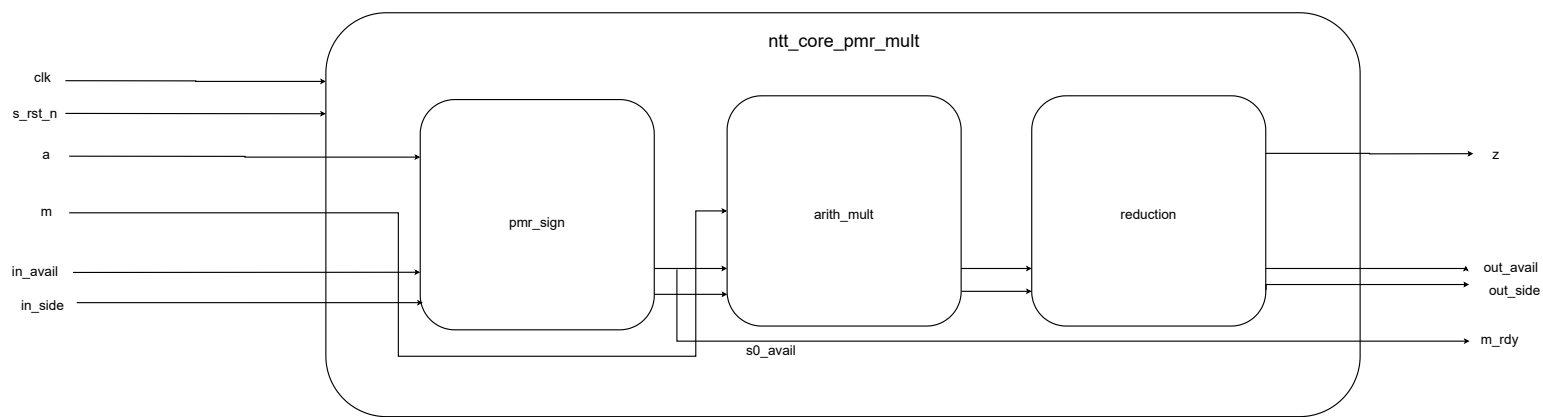 ntt_core_pmr_mult
clk
s_rst_n
a
z
m
pmr_sign
arith_mult
reduction
in_avail
out_avail
in_side
out_side
m_rdy
s0_avail